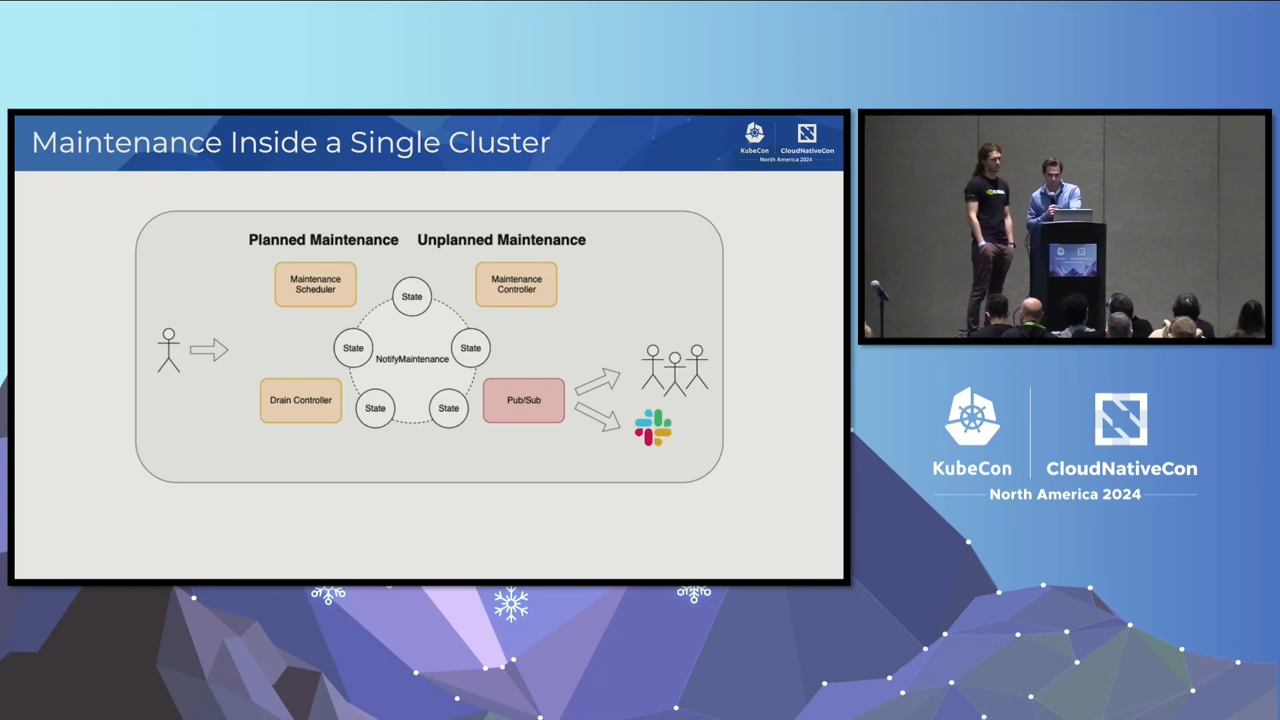 Maintenance Inside a Single Cluster
KubeCon
CloudNativeCon
North America 2024
Planned Maintenance
Unplanned Maintenance
Maintenance
Scheduler
Maintenance
Controller
State
State
NotifyMaintenance
State
Drain Controller
State
State
Pub/Sub
KubeCon
CloudNativeCon
North America 2024